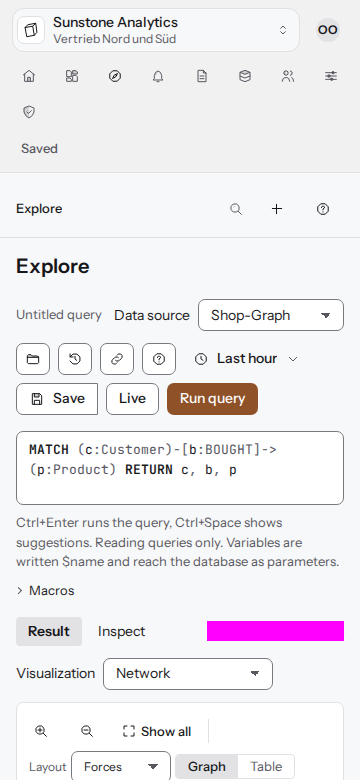 Sunstone Analytics
Vertrieb Nord und Süd
OO
Saved
Explore
Explore
Untitled query Data source Shop-Graph
Last hour
Save Live Run query
MATCH (c:Customer)-[b:BOUGHT]->
(p:Product) RETURN c, b, p
Ctrl+Enter runs the query, Ctrl+Space shows
suggestions. Reading queries only. Variables are
written $name and reach the database as parameters.
Macros
Result Inspect
Visualization Network
Show all
Layout Forces Graph Table